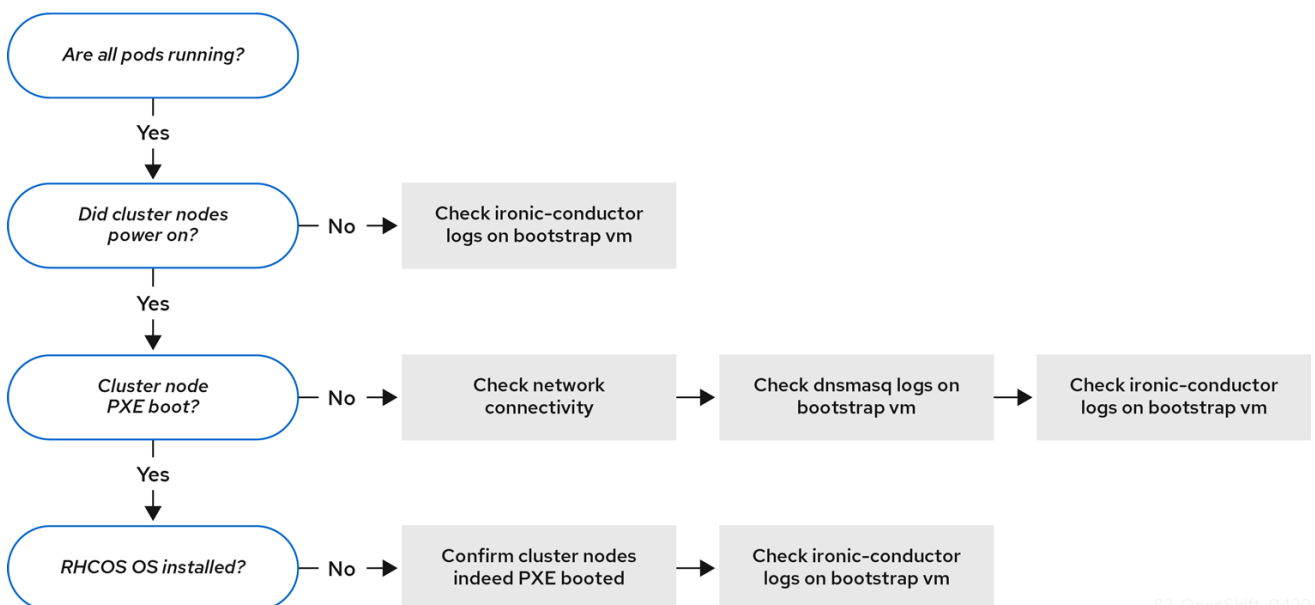 Are all pods running?
Yes
Did cluster nodes
power on?
No
Check ironic-conductor
logs on bootstrap vm
Yes
Cluster node
PXE boot?
No
Check network
connectivity
Check dnsmasq logs on
bootstrap vm
Check ironic-conductor
logs on bootstrap vm
Yes
RHCOS OS installed?
No
Confirm cluster nodes
indeed PXE booted
Check ironic-conductor
logs on bootstrap vm